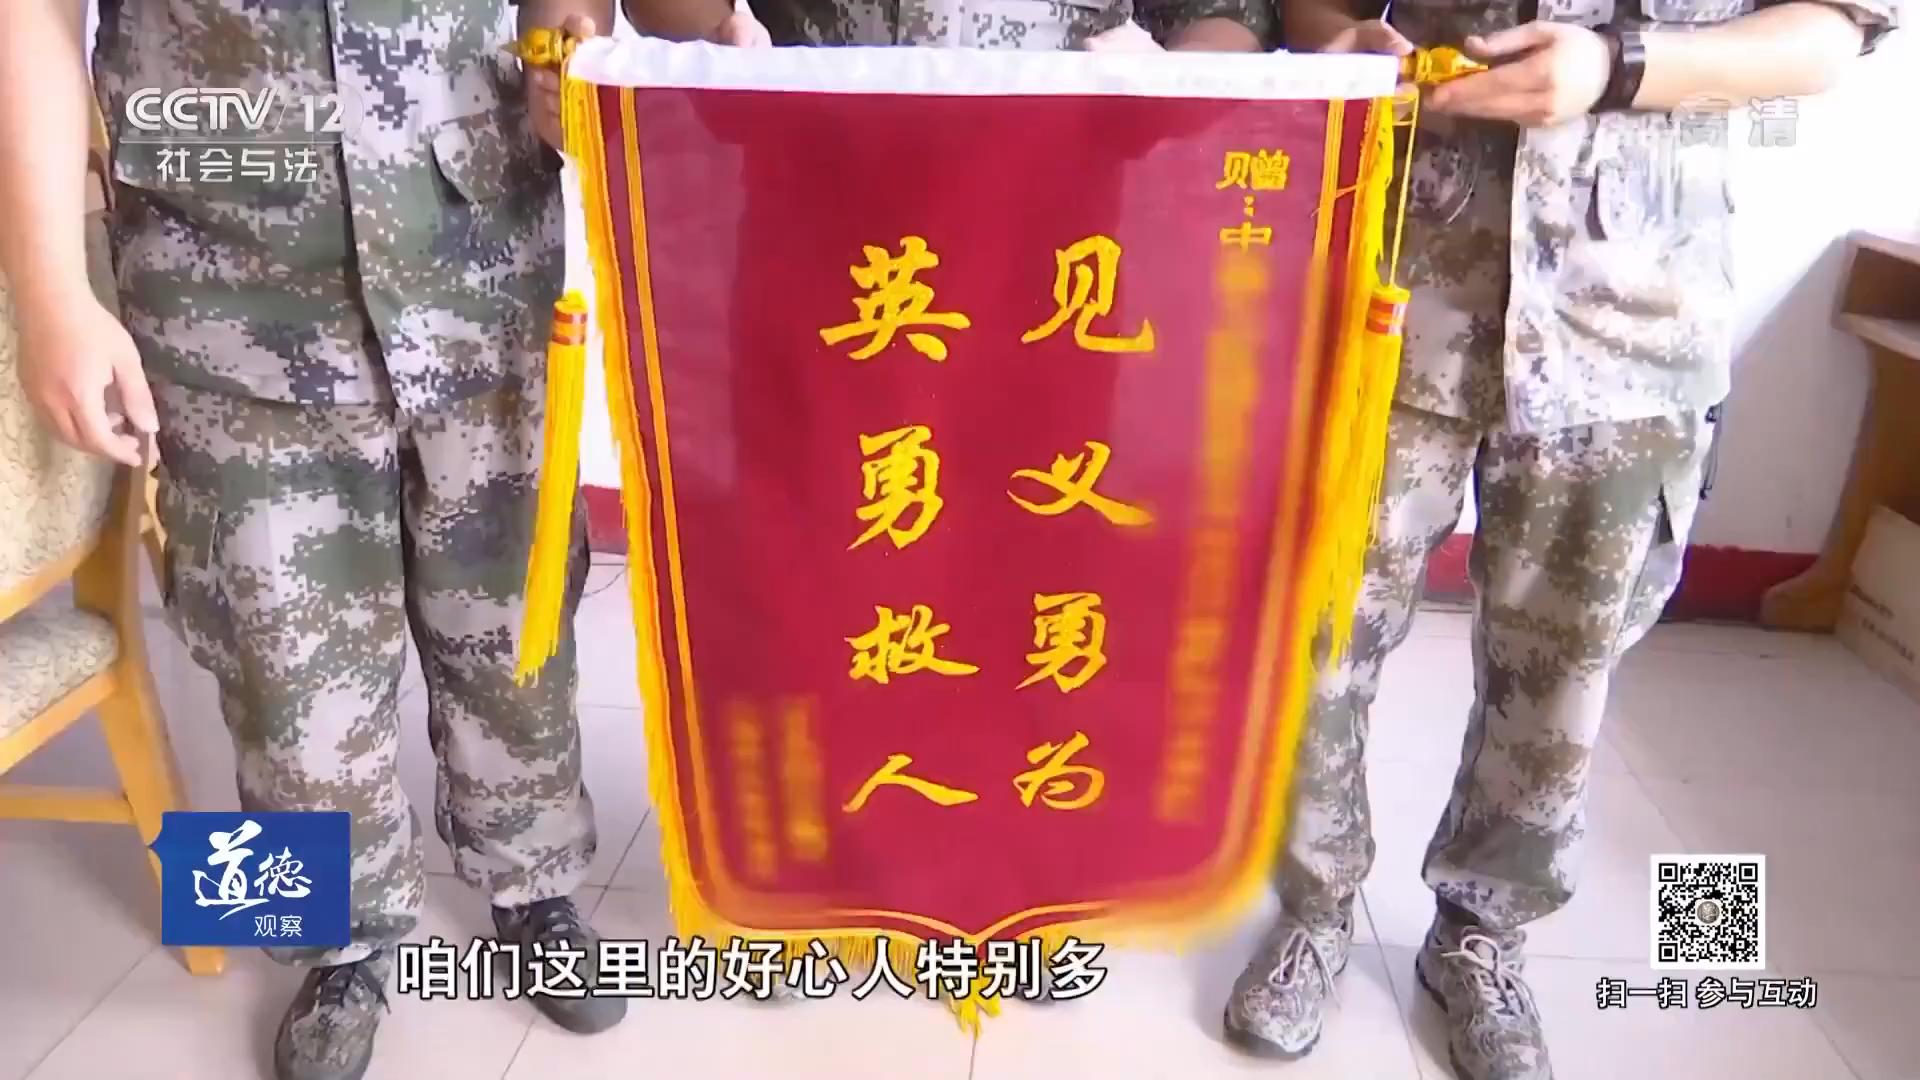 CCTV 12
社会与法
高清
赠：中
见义勇为
英勇救人
道德
观察
咱们这里的好心人特别多
扫一扫 参与互动